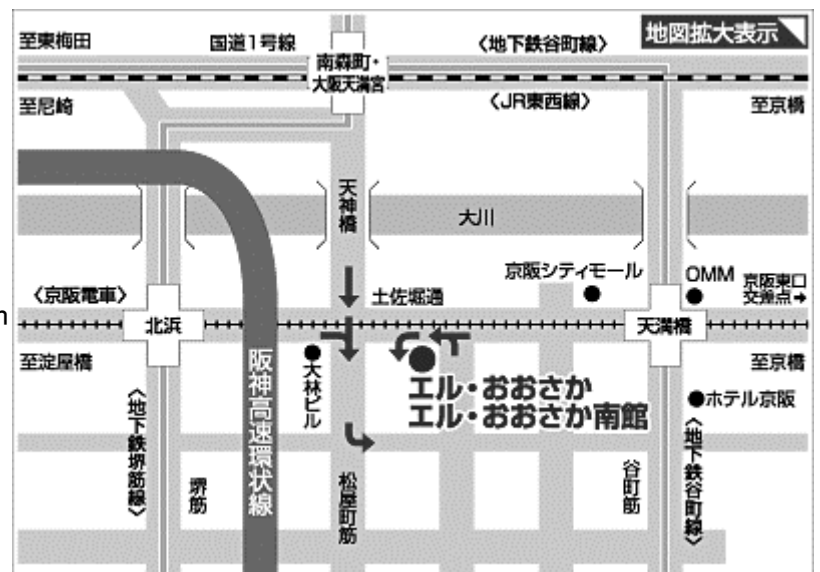 至東梅田
国道1号線
南森町・
大阪天満宮
〈地下鉄谷町線〉
地図拡大表示
至尼崎
〈JR東西線〉
至京橋
天神橋
大川
京阪シティモール
OMM
京阪東口
交差点→
n
〈京阪電車〉
土佐堀通
北浜
天満橋
至淀屋橋
大林ビル
至京橋
エル・おおさか
エル・おおさか南館
ホテル京阪
阪神高速環状線
〈地下鉄堺筋線〉
堺筋
松屋町筋
谷町筋
〈地下鉄谷町線〉